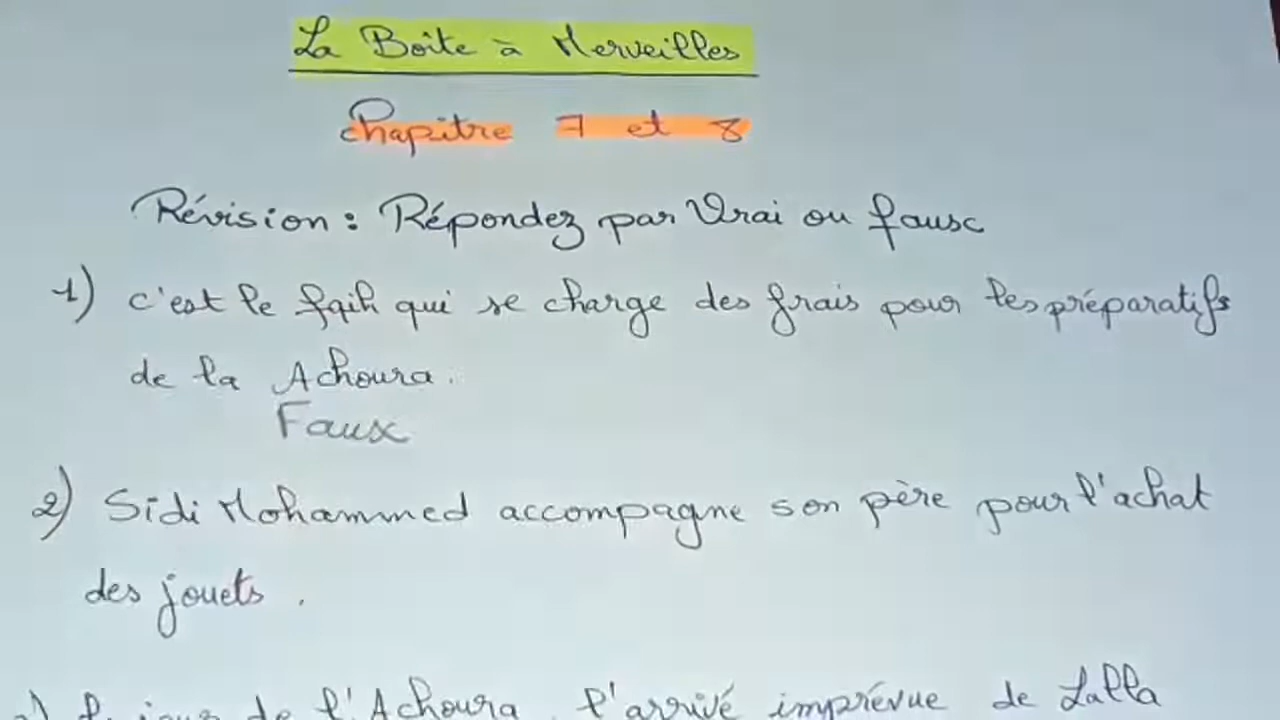 La Boîte à Merveilles
Chapitre 7 et 8
Révision : Répondez par Vrai ou faux
1) c'est le fqih qui se charge des frais pour les préparatifs
de la Achoura.
Faux
2) Sidi Mohammed accompagne son père pour l'achat
des jouets .
de l'Achoura, l'arrivé imprévue de Lalla